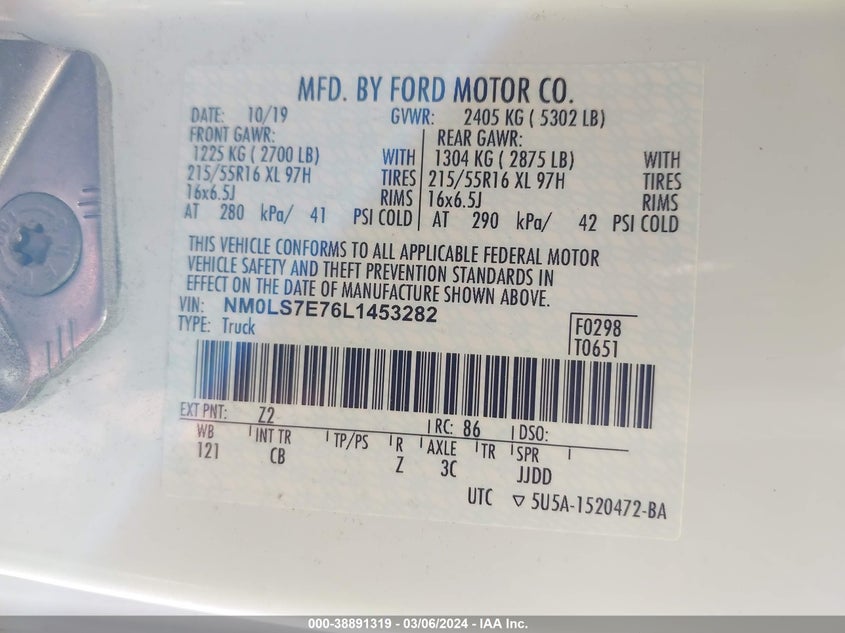 MFD. BY FORD MOTOR CO.
DATE: 10/19 GVWR: 2405 KG ( 5302 LB)
FRONT GAWR: REAR GAWR:
1225 KG ( 2700 LB) WITH 1304 KG ( 2875 LB) WITH
215/55R16 XL 97H TIRES 215/55R16 XL 97H TIRES
16x6.5J RIMS 16x6.5J RIMS
AT 280 kPa/ 41 PSI COLD AT 290 kPa/ 42 PSI COLD
THIS VEHICLE CONFORMS TO ALL APPLICABLE FEDERAL MOTOR
VEHICLE SAFETY AND THEFT PREVENTION STANDARDS IN
EFFECT ON THE DATE OF MANUFACTURE SHOWN ABOVE.
VIN: NM0LS7E76L1453282
TYPE: Truck
F0298
T0651
EXT PNT: Z2 RC: 86 DSO:
WB INT TR TP/PS R AXLE TR SPR
121 CB Z 3C JJDD
UTC ▽ 5U5A-1520472-BA
000-38891319 - 03/06/2024 - IAA Inc.